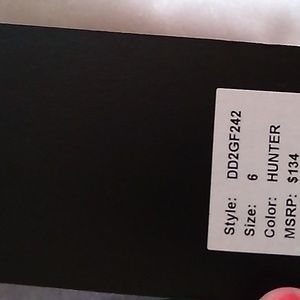 Style: DD2GF242
Size: 6
Color: HUNTER
MSRP: $134